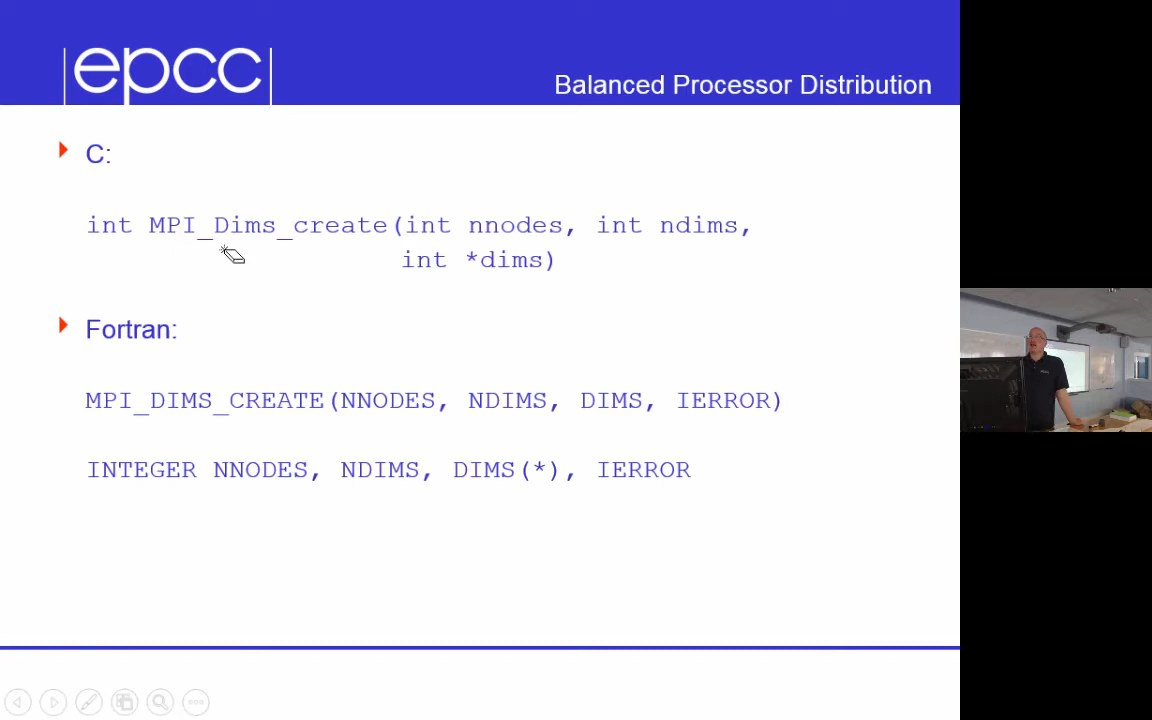 epcc
Balanced Processor Distribution
C:
int MPI_Dims_create(int nnodes, int ndims,
int *dims)
Fortran:
MPI_DIMS_CREATE(NNODES, NDIMS, DIMS, IERROR)
INTEGER NNODES, NDIMS, DIMS(*), IERROR